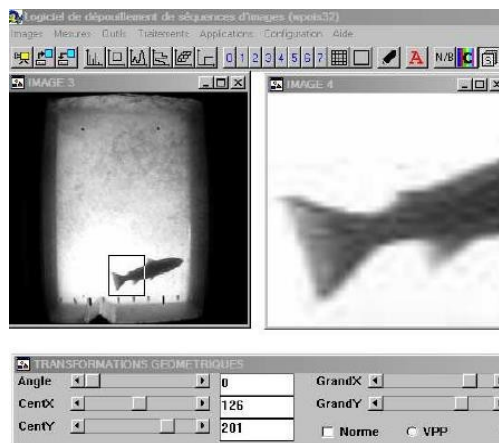 Logiciel de dépouillement de séquences d'images (wpois32)
Images Mesures Outils Traitements Applications Configuration Aide
0 1 2 3 4 5 6 7 A N/B C S
IMAGE 3
IMAGE 4
TRANSFORMATIONS GEOMETRIQUES
Angle 0 GrandX
CentX 126 GrandY
CentY 201 Norme VPP